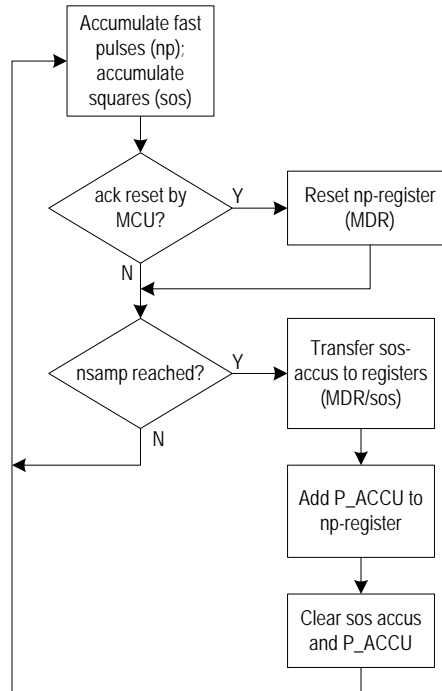 Accumulate fast
pulses (np);
accumulate
squares (sos)
ack reset by
MCU?
Y
Reset np-register
(MDR)
N
nsamp reached?
Y
Transfer sos-
accus to registers
(MDR/sos)
N
Add P_ACCU to
np-register
Clear sos accus
and P_ACCU